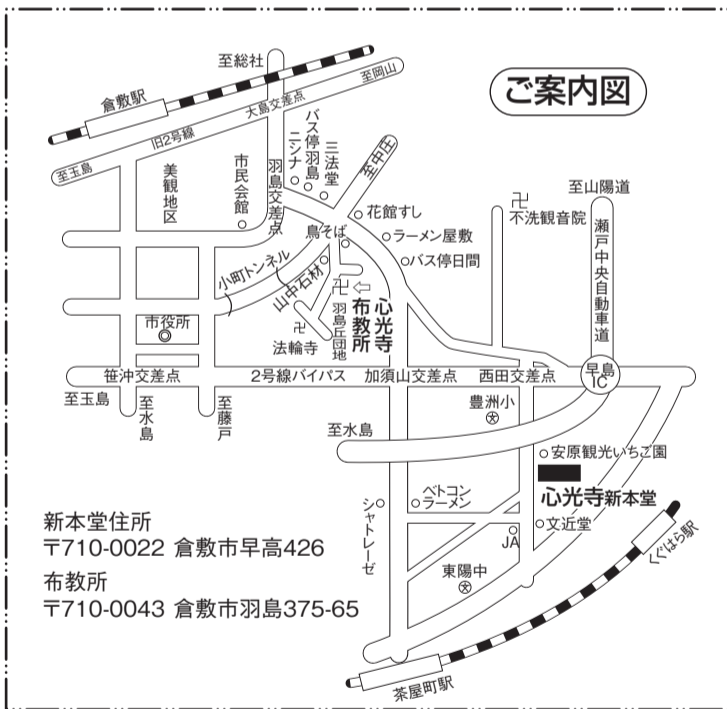 ご案内図
至総社
至岡山
倉敷駅
大島交差点
旧2号線
至玉島
美観地区
市民会館
羽島交差点
ニシナ
バス停羽島
三法堂
至中庄
花館すし
鳥そば
ラーメン屋敷
バス停日間
小町トンネル
山中石材
卍
羽島丘団地
心光寺
布教所
卍
法輪寺
市役所
卍
不洗観音院
至山陽道
瀬戸中央自動車道
早島
IC
笹沖交差点
2号線バイパス
加須山交差点
西田交差点
至玉島
至水島
至藤戸
豊洲小
至水島
安原観光いちご園
心光寺新本堂
ベトコン
ラーメン
シャトレーゼ
文近堂
JA
東陽中
くぐはら駅
茶屋町駅
新本堂住所
〒710-0022 倉敷市早高426
布教所
〒710-0043 倉敷市羽島375-65